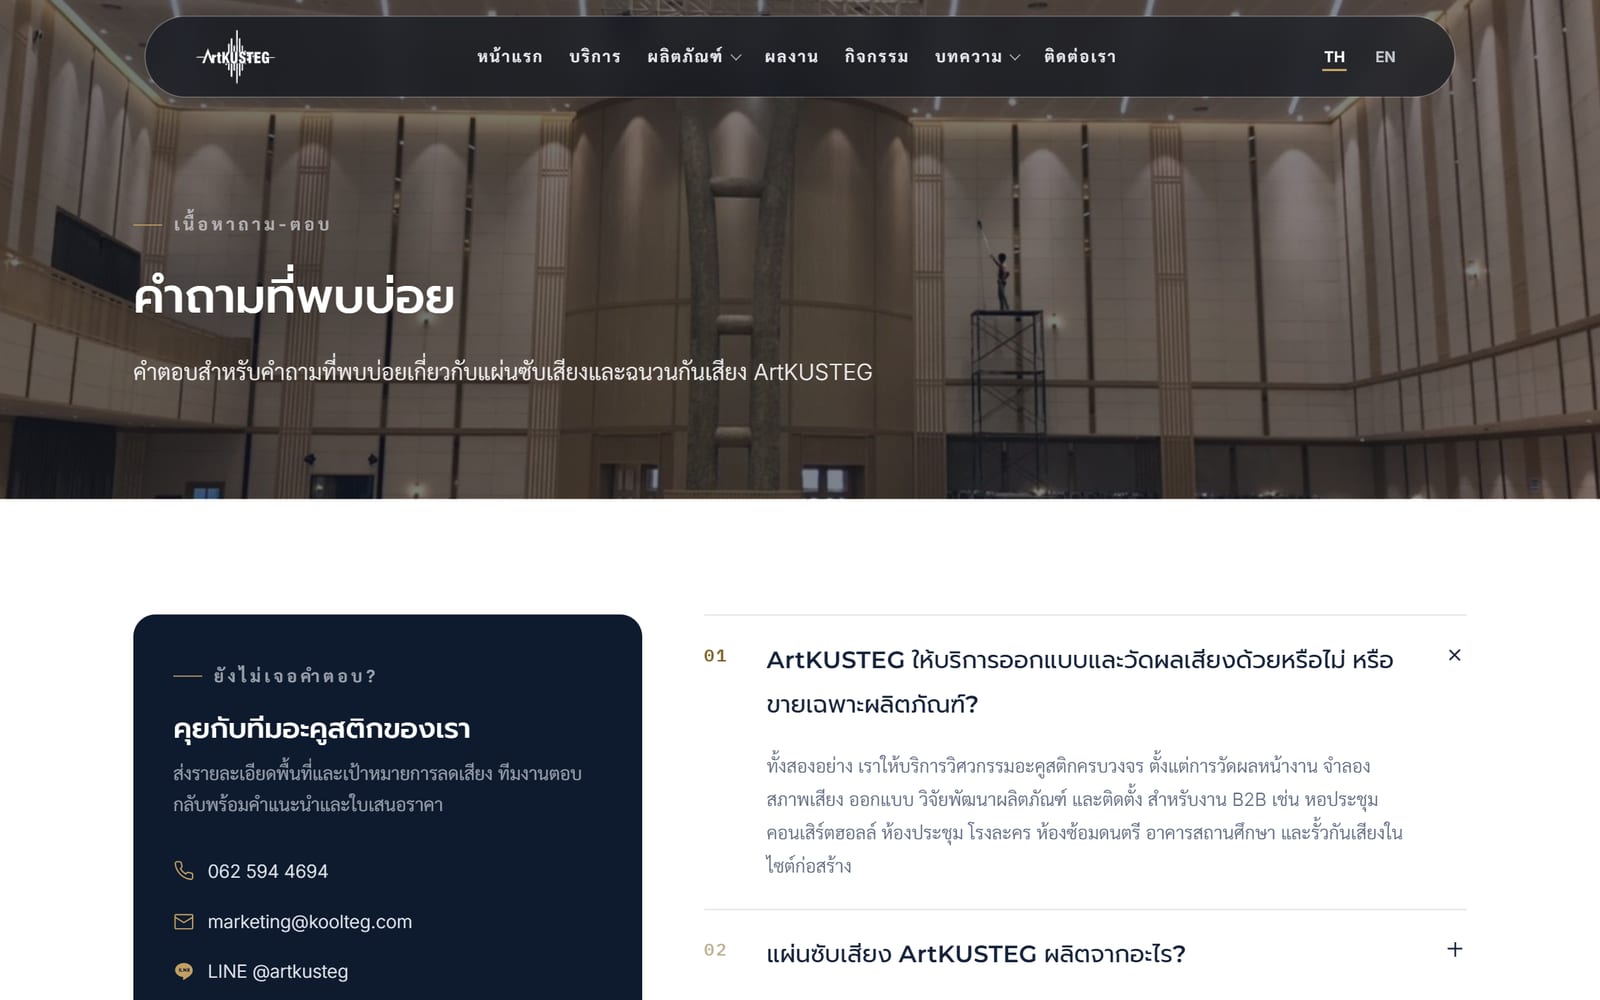 ArtKUSTEG
หน้าแรก บริการ ผลิตภัณฑ์ ผลงาน กิจกรรม บทความ ติดต่อเรา
TH EN
เนื้อหาถาม-ตอบ
คำถามที่พบบ่อย
คำตอบสำหรับคำถามที่พบบ่อยเกี่ยวกับแผ่นซับเสียงและฉนวนกันเสียง ArtKUSTEG
ยังไม่เจอคำตอบ?
คุยกับทีมอะคูสติกของเรา
ส่งรายละเอียดพื้นที่และเป้าหมายการลดเสียง ทีมงานตอบ
กลับพร้อมคำแนะนำและใบเสนอราคา
062 594 4694
marketing@koolteg.com
LINE @artkusteg
01 ArtKUSTEG ให้บริการออกแบบและวัดผลเสียงด้วยหรือไม่ หรือ
ขายเฉพาะผลิตภัณฑ์?
ทั้งสองอย่าง เราให้บริการวิศวกรรมอะคูสติกครบวงจร ตั้งแต่การวัดผลหน้างาน จำลอง
สภาพเสียง ออกแบบ วิจัยพัฒนาผลิตภัณฑ์ และติดตั้ง สำหรับงาน B2B เช่น หอประชุม
คอนเสิร์ตฮอลล์ ห้องประชุม โรงละคร ห้องซ้อมดนตรี อาคารสถานศึกษา และรั้วกันเสียงใน
ไซต์ก่อสร้าง
02 แผ่นซับเสียง ArtKUSTEG ผลิตจากอะไร?